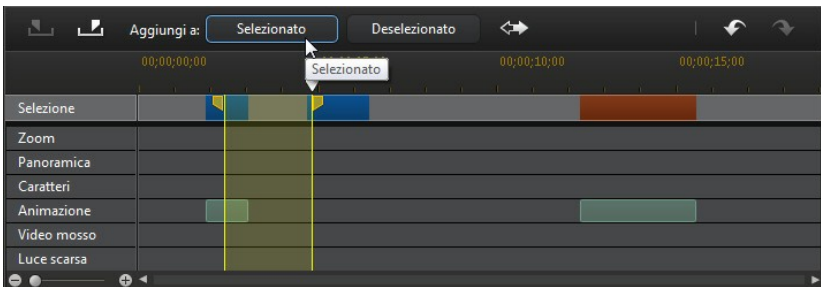 Aggiungi a: Selezionato Deselezionato
00;00;00;00 00;00;10;00 00;00;15;00
Selezionato
Selezione
Zoom
Panoramica
Caratteri
Animazione
Video mosso
Luce scarsa